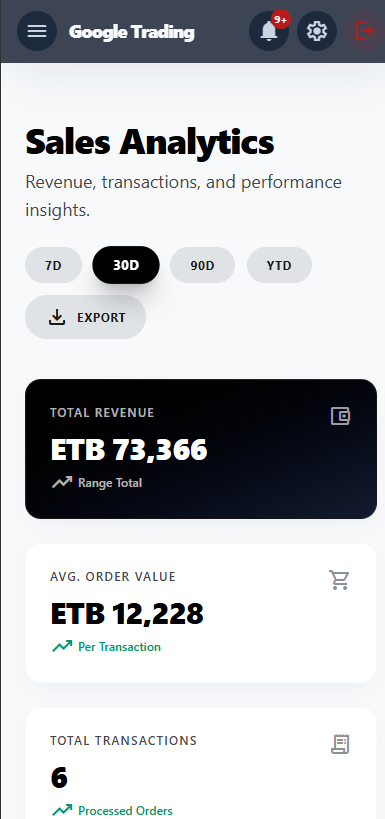 Google Trading
9+
Sales Analytics
Revenue, transactions, and performance
insights.
7D
30D
90D
YTD
EXPORT
TOTAL REVENUE
ETB 73,366
Range Total
AVG. ORDER VALUE
ETB 12,228
Per Transaction
TOTAL TRANSACTIONS
6
Processed Orders